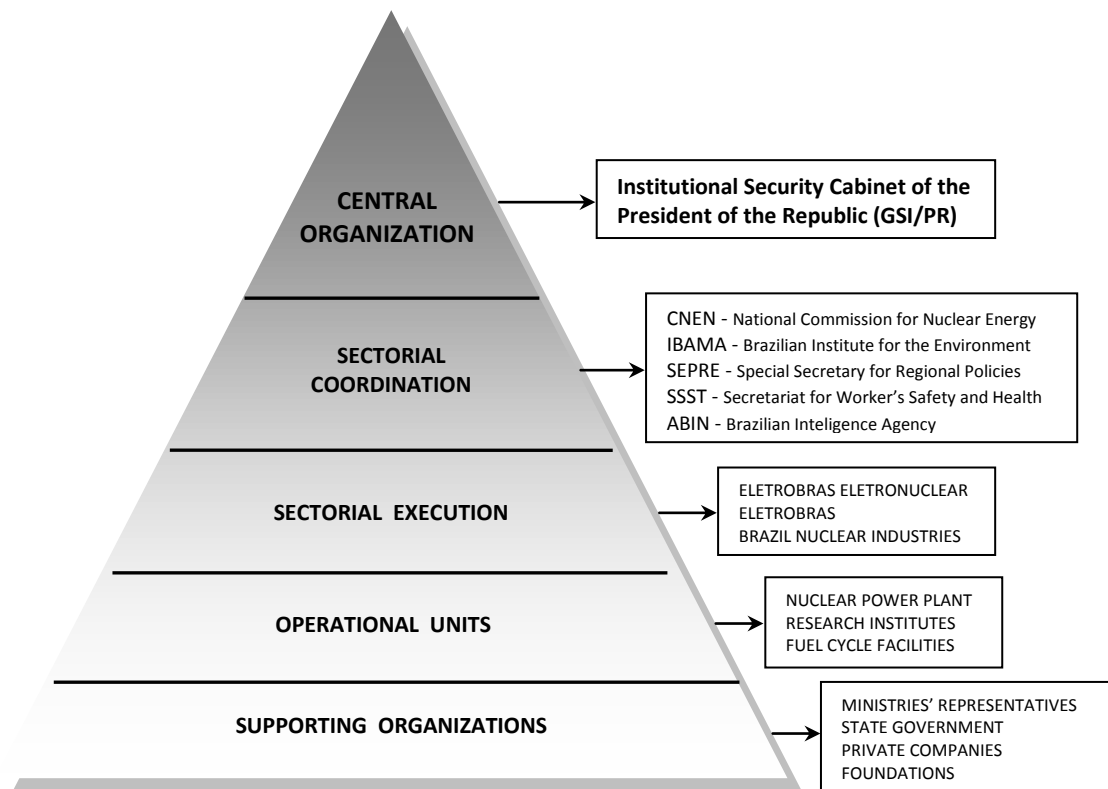 CENTRAL
ORGANIZATION
Institutional Security Cabinet of the
President of the Republic (GSI/PR)
SECTORIAL
COORDINATION
CNEN - National Commission for Nuclear Energy
IBAMA - Brazilian Institute for the Environment
SEPRE - Special Secretary for Regional Policies
SSST - Secretariat for Worker's Safety and Health
ABIN - Brazilian Inteligence Agency
SECTORIAL EXECUTION
ELETROBRAS ELETRONUCLEAR
ELETROBRAS
BRAZIL NUCLEAR INDUSTRIES
OPERATIONAL UNITS
NUCLEAR POWER PLANT
RESEARCH INSTITUTES
FUEL CYCLE FACILITIES
SUPPORTING ORGANIZATIONS
MINISTRIES' REPRESENTATIVES
STATE GOVERNMENT
PRIVATE COMPANIES
FOUNDATIONS